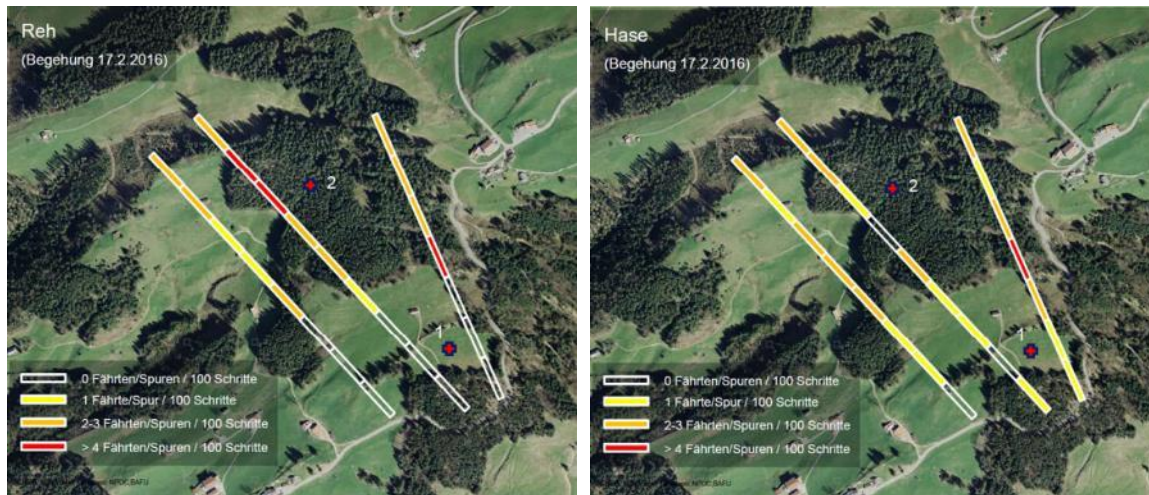 Reh
(Begehung 17.2.2016)
2
1
0 Fährten/Spuren / 100 Schritte
1 Fährte/Spur / 100 Schritte
2-3 Fährten/Spuren / 100 Schritte
> 4 Fährten/Spuren / 100 Schritte
Hase
(Begehung 17.2.2016)
2
1
0 Fährten/Spuren / 100 Schritte
1 Fährte/Spur / 100 Schritte
2-3 Fährten/Spuren / 100 Schritte
> 4 Fährten/Spuren / 100 Schritte